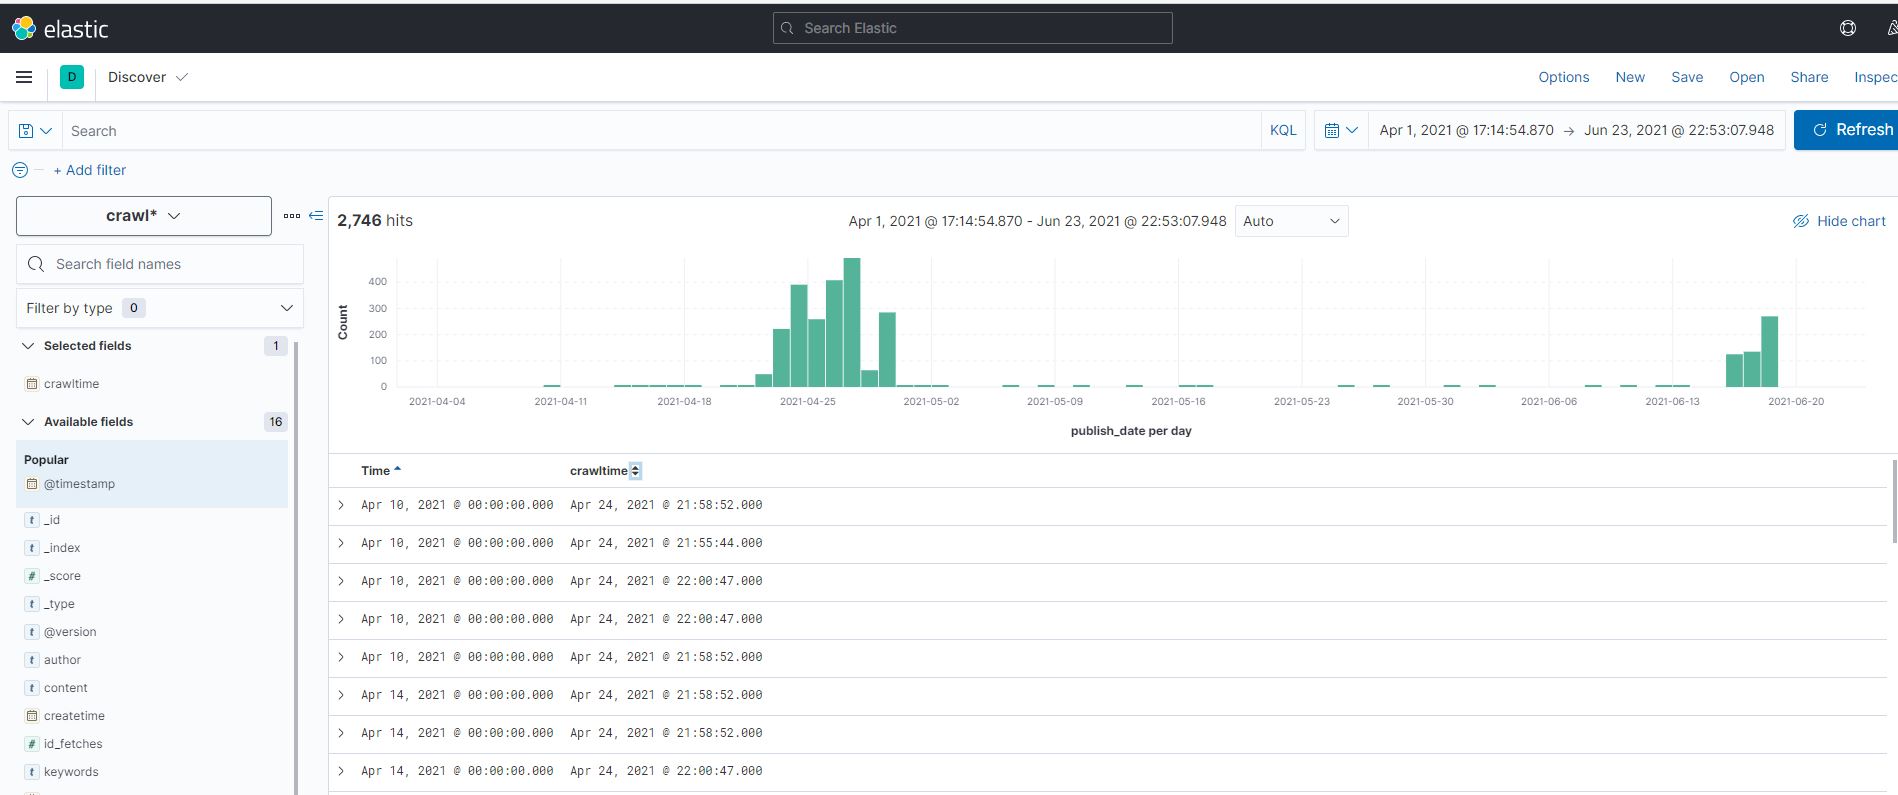 elastic
Search Elastic
D Discover
Options New Save Open Share Inspec
Search KQL Apr 1, 2021 @ 17:14:54.870 → Jun 23, 2021 @ 22:53:07.948 Refresh
+ Add filter
crawl*
Search field names
Filter by type 0
Selected fields 1
crawltime
Available fields 16
Popular
@timestamp
t _id
t _index
# _score
t _type
t @version
t author
t content
createtime
# id_fetches
t keywords
2,746 hits
Apr 1, 2021 @ 17:14:54.870 - Jun 23, 2021 @ 22:53:07.948 Auto
Hide chart
Count
400
300
200
100
0
2021-04-04 2021-04-11 2021-04-18 2021-04-25 2021-05-02 2021-05-09 2021-05-16 2021-05-23 2021-05-30 2021-06-06 2021-06-13 2021-06-20
publish_date per day
Time crawltime
Apr 10, 2021 @ 00:00:00.000 Apr 24, 2021 @ 21:58:52.000
Apr 10, 2021 @ 00:00:00.000 Apr 24, 2021 @ 21:55:44.000
Apr 10, 2021 @ 00:00:00.000 Apr 24, 2021 @ 22:00:47.000
Apr 10, 2021 @ 00:00:00.000 Apr 24, 2021 @ 22:00:47.000
Apr 10, 2021 @ 00:00:00.000 Apr 24, 2021 @ 21:58:52.000
Apr 14, 2021 @ 00:00:00.000 Apr 24, 2021 @ 21:58:52.000
Apr 14, 2021 @ 00:00:00.000 Apr 24, 2021 @ 21:58:52.000
Apr 14, 2021 @ 00:00:00.000 Apr 24, 2021 @ 22:00:47.000